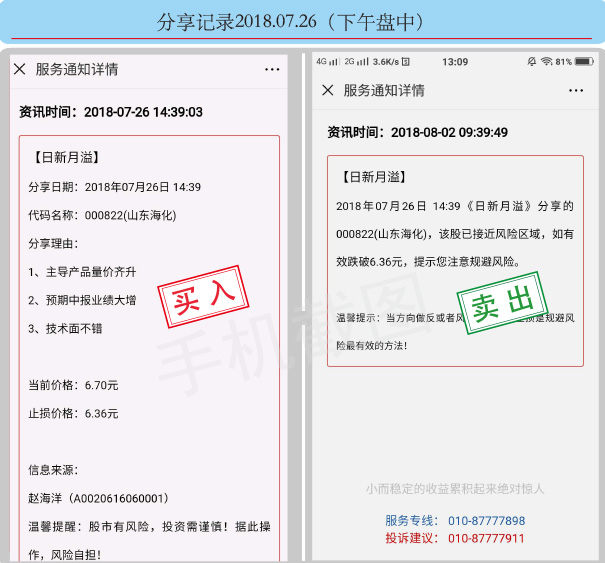 分享记录2018.07.26（下午盘中）
服务通知详情
资讯时间：2018-07-26 14:39:03
【日新月溢】
分享日期：2018年07月26日 14:39
代码名称：000822(山东海化)
分享理由：
1、主导产品量价齐升
2、预期中报业绩大增
3、技术面不错
买入
当前价格：6.70元
止损价格：6.36元
信息来源：
赵海洋（A0020616060001）
温馨提醒：股市有风险，投资需谨慎！据此操
作，风险自担！
4G 2G 3.6K/s 13:09 81%
服务通知详情
资讯时间：2018-08-02 09:39:49
【日新月溢】
2018年07月26日 14:39《日新月溢》分享的
000822(山东海化)，该股已接近风险区域，如有
效跌破6.36元，提示您注意规避风险。
卖出
温馨提示：当方向做反或者风 损是规避风
险最有效的方法！
小而稳定的收益累积起来绝对惊人
服务专线： 010-87777898
投诉建议： 010-87777911
手机截图